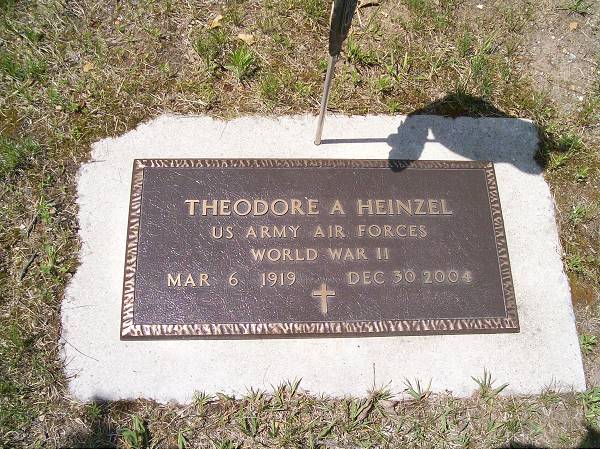 THEODORE A HEINZEL
US ARMY AIR FORCES
WORLD WAR II
MAR 6 1919 DEC 30 2004